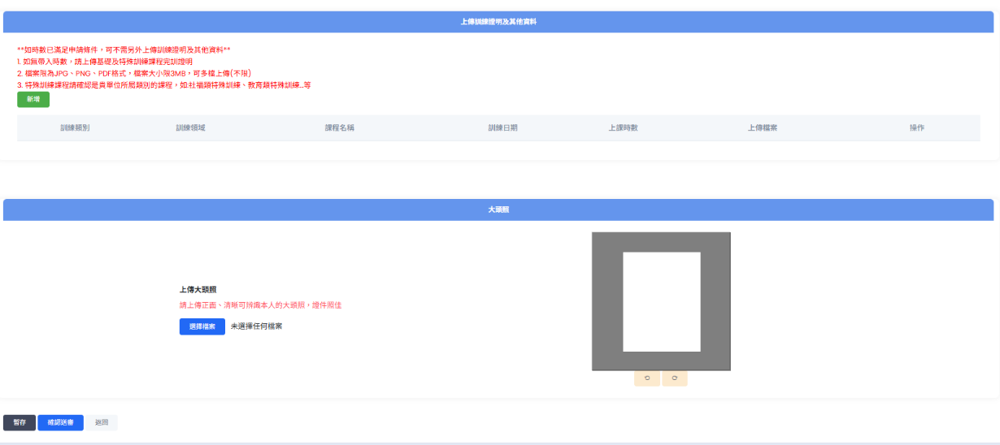 上傳訓練證明及其他資料
**如時數已滿足申請條件，可不需另外上傳訓練證明及其他資料**
1. 如無帶入時數，請上傳基礎及特殊訓練課程完訓證明
2. 檔案限為JPG、PNG、PDF格式，檔案大小限3MB，可多檔上傳(不限)
3. 特殊訓練課程請確認是貴單位所屬類別的課程，如:社福類特殊訓練、教育類特殊訓練...等
新增
訓練類別 訓練領域 課程名稱 訓練日期 上課時數 上傳檔案 操作
大頭照
上傳大頭照
請上傳正面、清晰可辨識本人的大頭照，證件照佳
選擇檔案 未選擇任何檔案
暫存 確認送審 返回